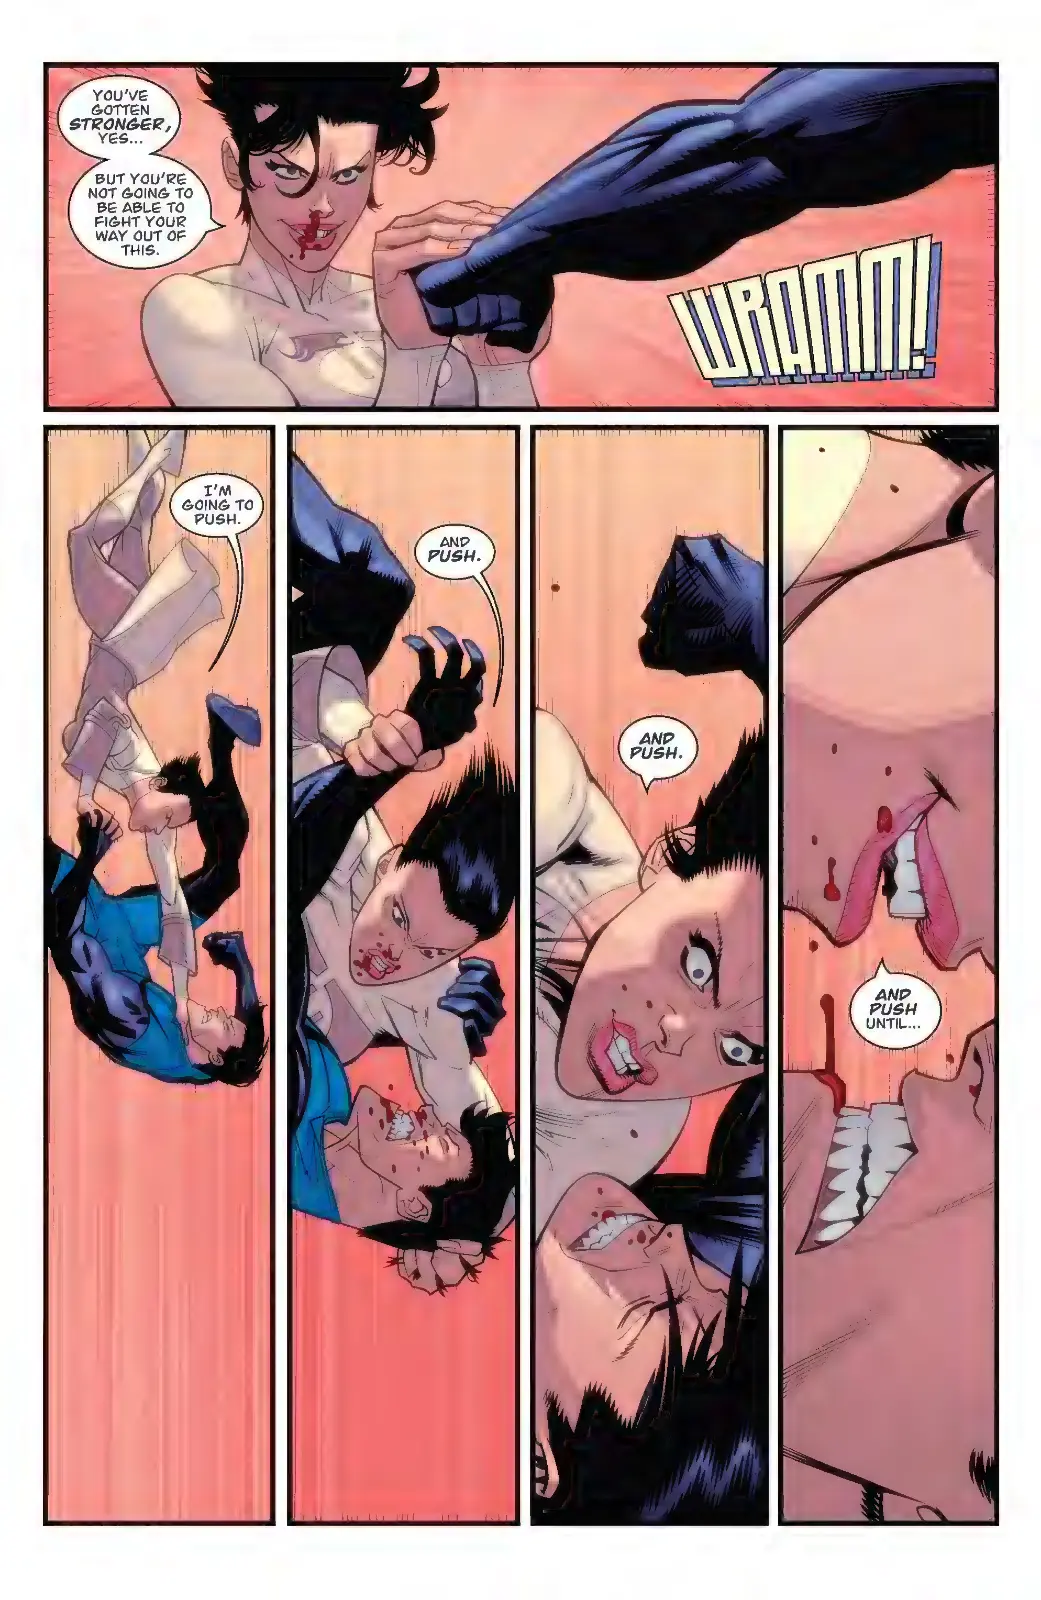 YOU'VE
GOTTEN
STRONGER,
YES...
BUT YOU'RE
NOT GOING TO
BE ABLE TO
FIGHT YOUR
WAY OUT OF
THIS.
WRAMM!
I'M
GOING TO
PUSH.
AND
PUSH.
AND
PUSH.
AND
PUSH
UNTIL...